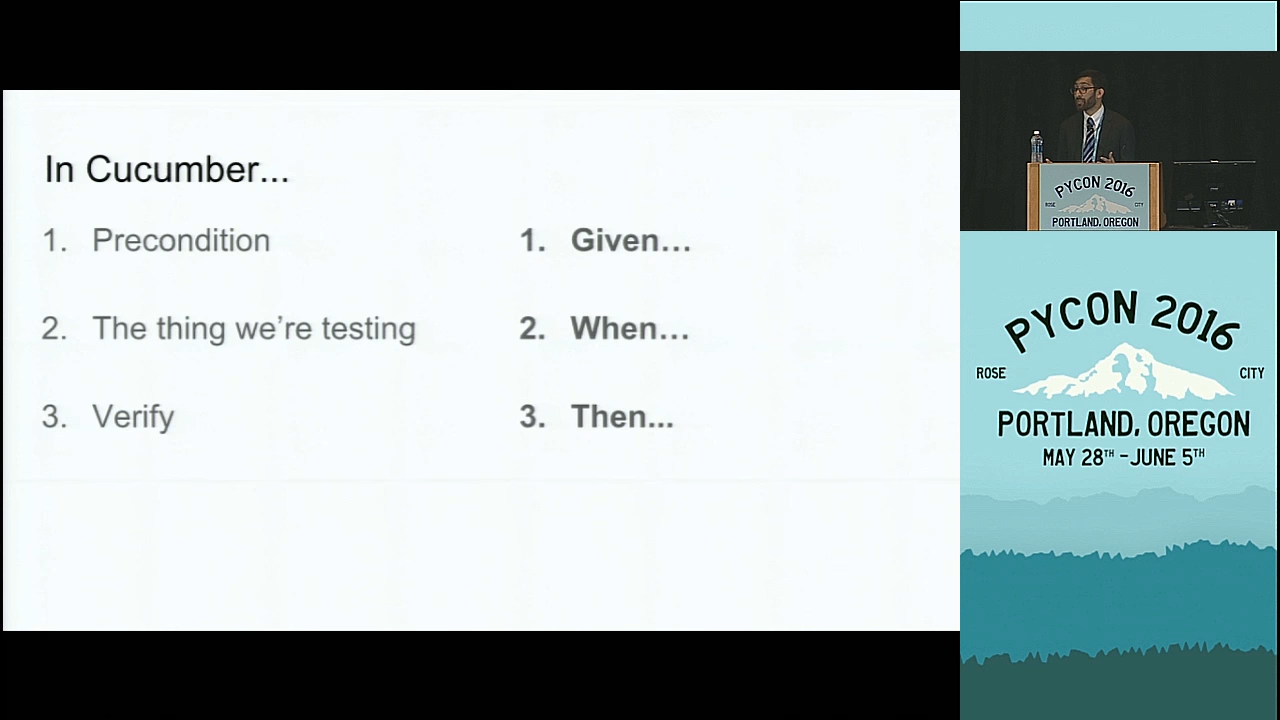 In Cucumber...
1. Precondition
2. The thing we're testing
3. Verify
1. Given...
2. When...
3. Then...
PYCON 2016
ROSE CITY
PORTLAND, OREGON
PYCON 2016
ROSE CITY
PORTLAND, OREGON
MAY 28TH - JUNE 5TH